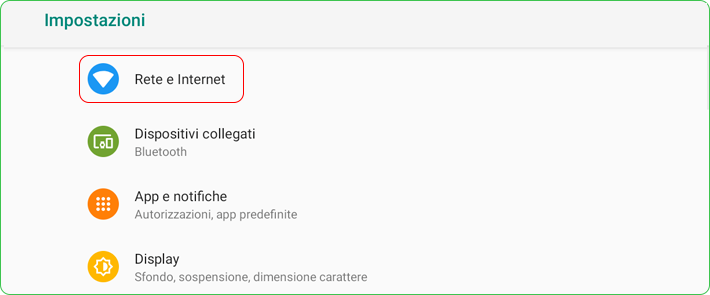 Impostazioni
Rete e Internet
Dispositivi collegati
Bluetooth
App e notifiche
Autorizzazioni, app predefinite
Display
Sfondo, sospensione, dimensione carattere